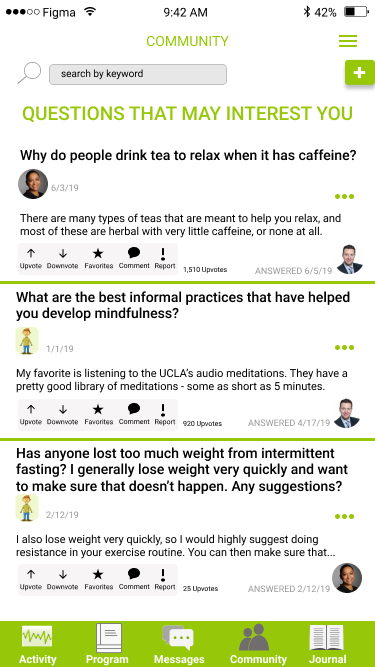 Figma
9:42 AM
42%
COMMUNITY
search by keyword
QUESTIONS THAT MAY INTEREST YOU
Why do people drink tea to relax when it has caffeine?
6/3/19
There are many types of teas that are meant to help you relax, and
most of these are herbal with very little caffeine, or none at all.
Upvote Downvote Favorites Comment Report
1,510 Upvotes
ANSWERED 6/5/19
What are the best informal practices that have helped
you develop mindfulness?
1/1/19
My favorite is listening to the UCLA's audio meditations. They have a
pretty good library of meditations - some as short as 5 minutes.
Upvote Downvote Favorites Comment Report
920 Upvotes
ANSWERED 4/17/19
Has anyone lost too much weight from intermittent
fasting? I generally lose weight very quickly and want
to make sure that doesn't happen. Any suggestions?
2/12/19
I also lose weight very quickly, so I would highly suggest doing
resistance in your exercise routine. You can then make sure that...
Upvote Downvote Favorites Comment Report
25 Upvotes
ANSWERED 2/12/19
Activity Program Messages Community Journal